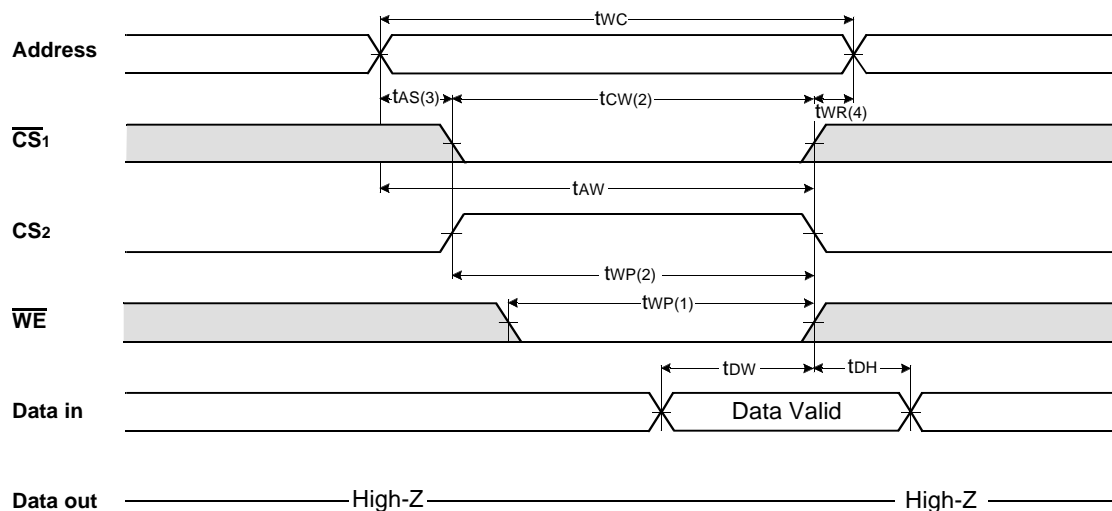 tWC
Address
tAS(3) tCW(2) tWR(4)
CS1
tAW
CS2
tWP(2)
tWP(1)
WE
tDW tDH
Data in Data Valid
Data out High-Z High-Z